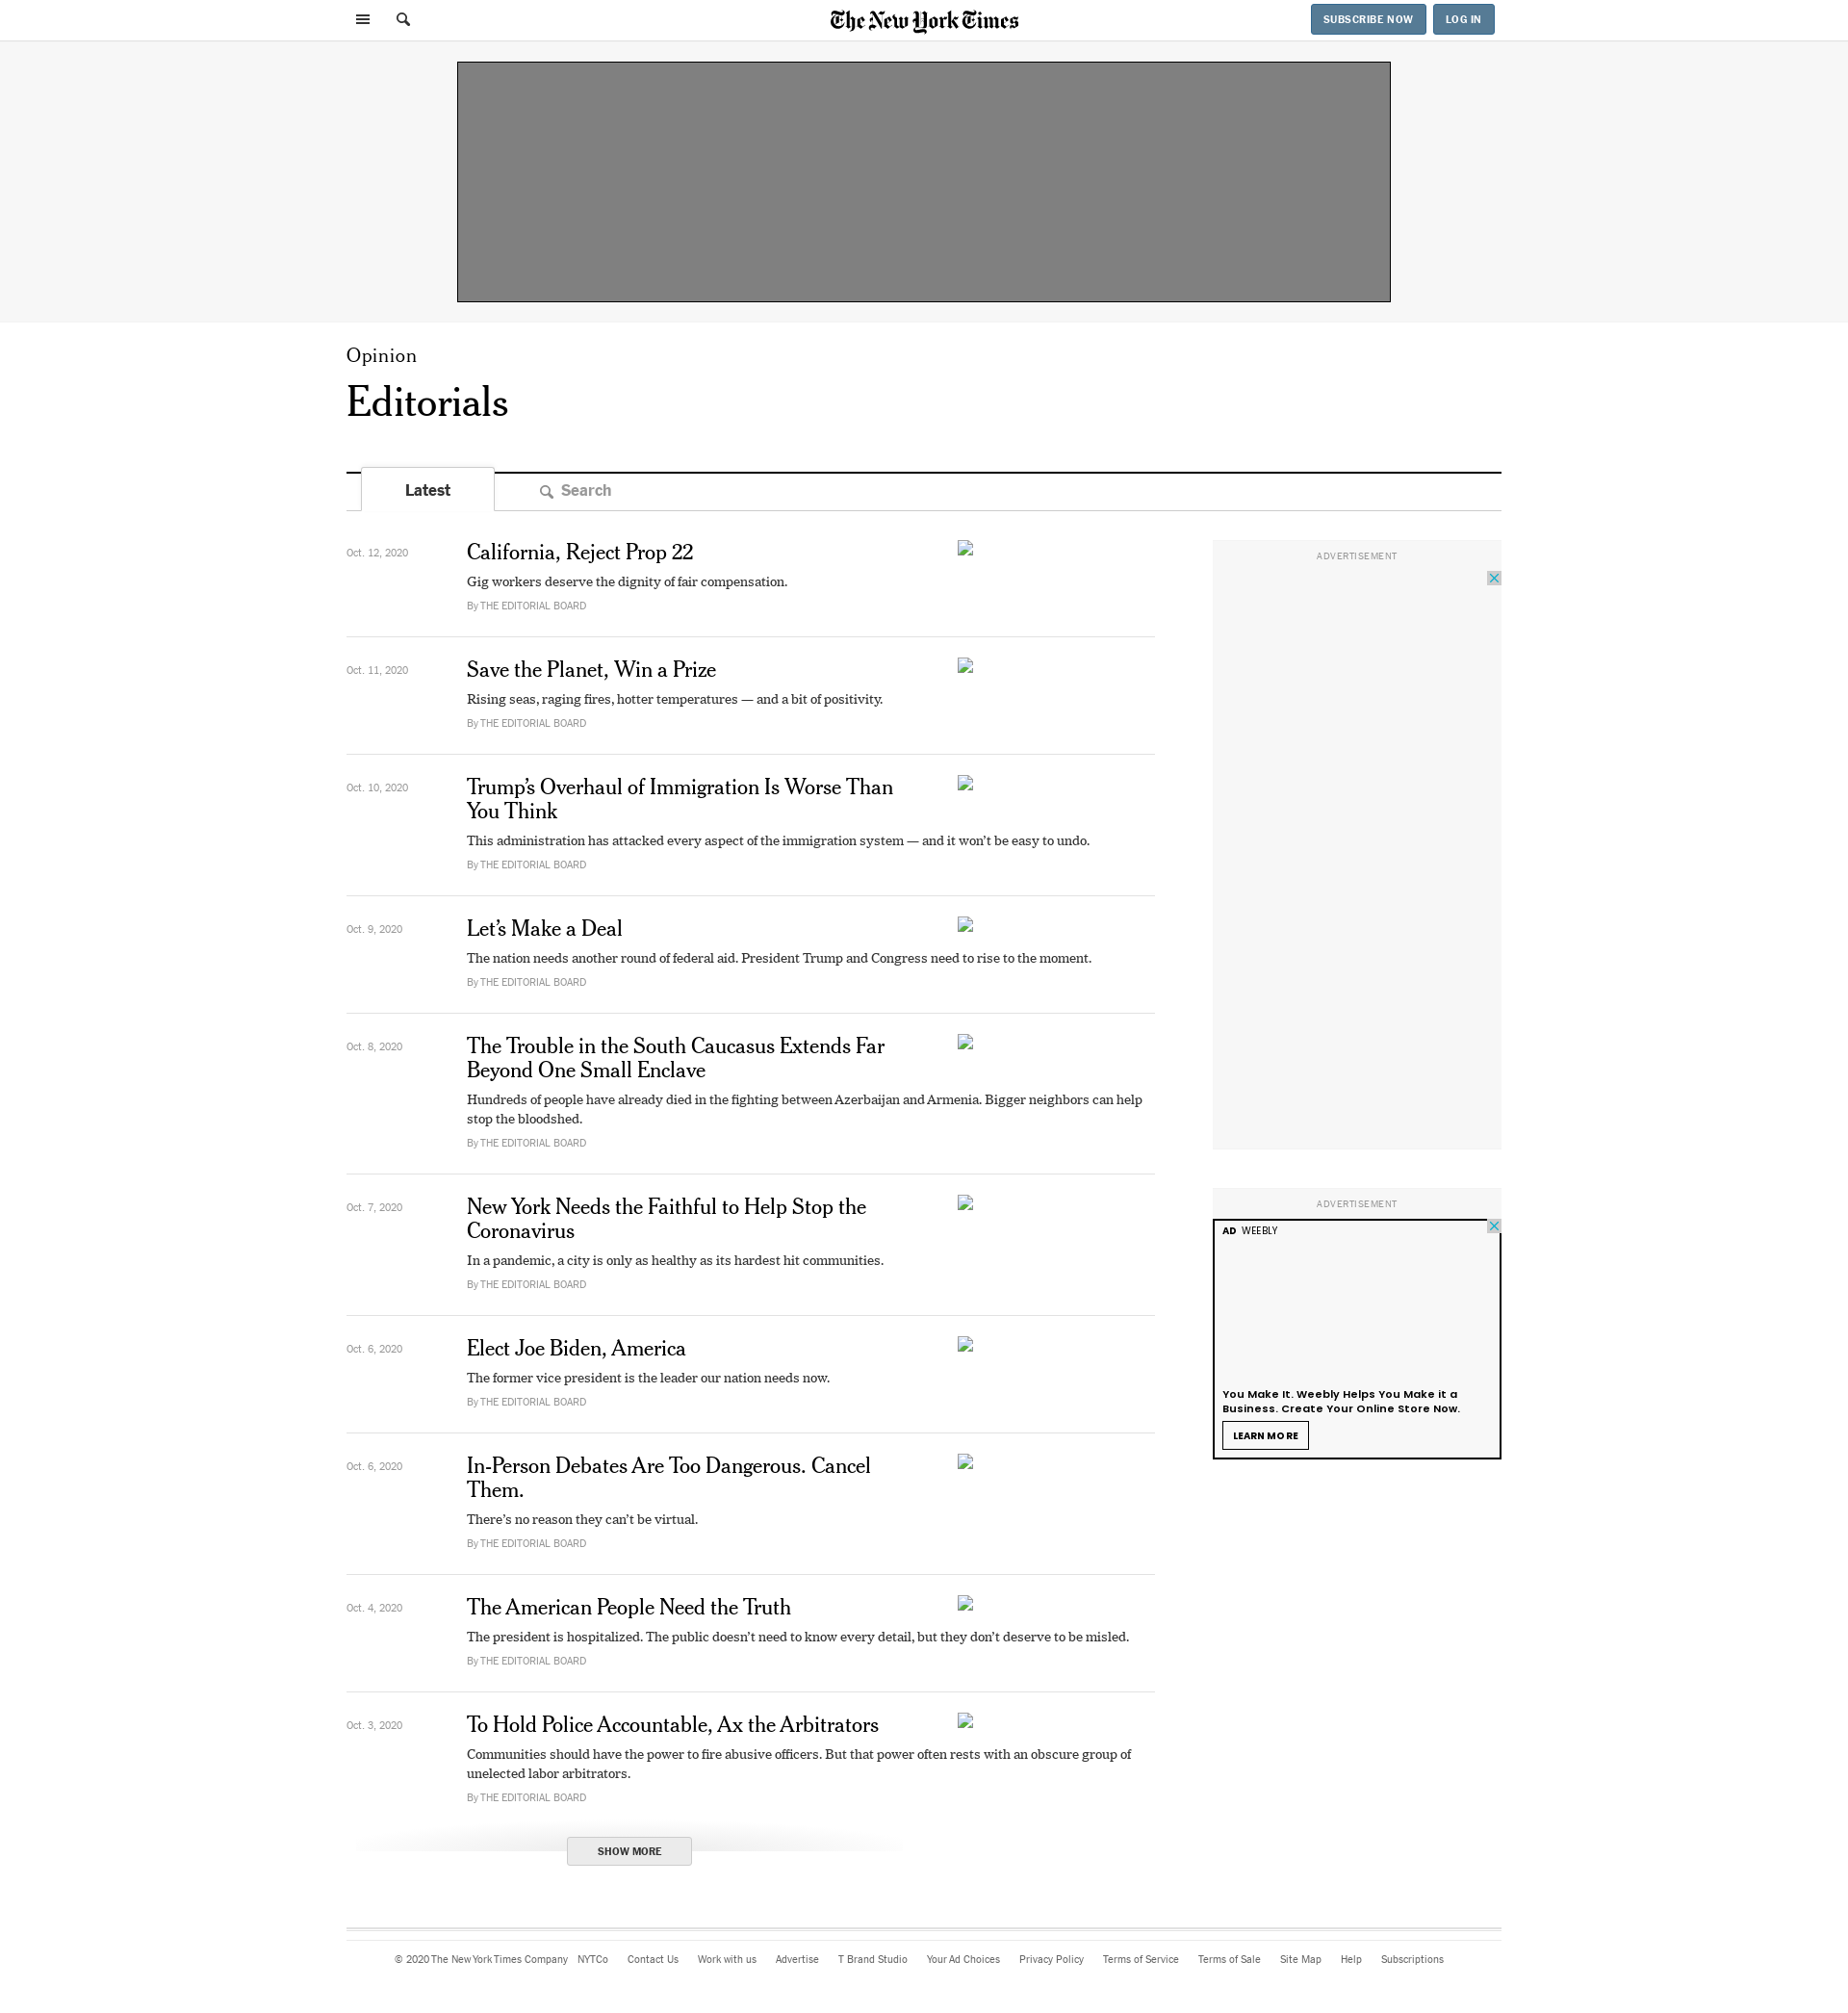 The New York Times
SUBSCRIBE NOW
LOG IN
Opinion
Editorials
Latest
Search
Oct. 12, 2020
California, Reject Prop 22
Gig workers deserve the dignity of fair compensation.
By THE EDITORIAL BOARD
Oct. 11, 2020
Save the Planet, Win a Prize
Rising seas, raging fires, hotter temperatures — and a bit of positivity.
By THE EDITORIAL BOARD
Oct. 10, 2020
Trump’s Overhaul of Immigration Is Worse Than
You Think
This administration has attacked every aspect of the immigration system — and it won’t be easy to undo.
By THE EDITORIAL BOARD
Oct. 9, 2020
Let’s Make a Deal
The nation needs another round of federal aid. President Trump and Congress need to rise to the moment.
By THE EDITORIAL BOARD
Oct. 8, 2020
The Trouble in the South Caucasus Extends Far
Beyond One Small Enclave
Hundreds of people have already died in the fighting between Azerbaijan and Armenia. Bigger neighbors can help
stop the bloodshed.
By THE EDITORIAL BOARD
Oct. 7, 2020
New York Needs the Faithful to Help Stop the
Coronavirus
In a pandemic, a city is only as healthy as its hardest hit communities.
By THE EDITORIAL BOARD
Oct. 6, 2020
Elect Joe Biden, America
The former vice president is the leader our nation needs now.
By THE EDITORIAL BOARD
Oct. 6, 2020
In-Person Debates Are Too Dangerous. Cancel
Them.
There’s no reason they can’t be virtual.
By THE EDITORIAL BOARD
Oct. 4, 2020
The American People Need the Truth
The president is hospitalized. The public doesn’t need to know every detail, but they don’t deserve to be misled.
By THE EDITORIAL BOARD
Oct. 3, 2020
To Hold Police Accountable, Ax the Arbitrators
Communities should have the power to fire abusive officers. But that power often rests with an obscure group of
unelected labor arbitrators.
By THE EDITORIAL BOARD
SHOW MORE
ADVERTISEMENT
ADVERTISEMENT
AD WEEBLY
You Make It. Weebly Helps You Make it a
Business. Create Your Online Store Now.
LEARN MORE
© 2020 The New York Times Company NYTCo Contact Us Work with us Advertise T Brand Studio Your Ad Choices Privacy Policy Terms of Service Terms of Sale Site Map Help Subscriptions